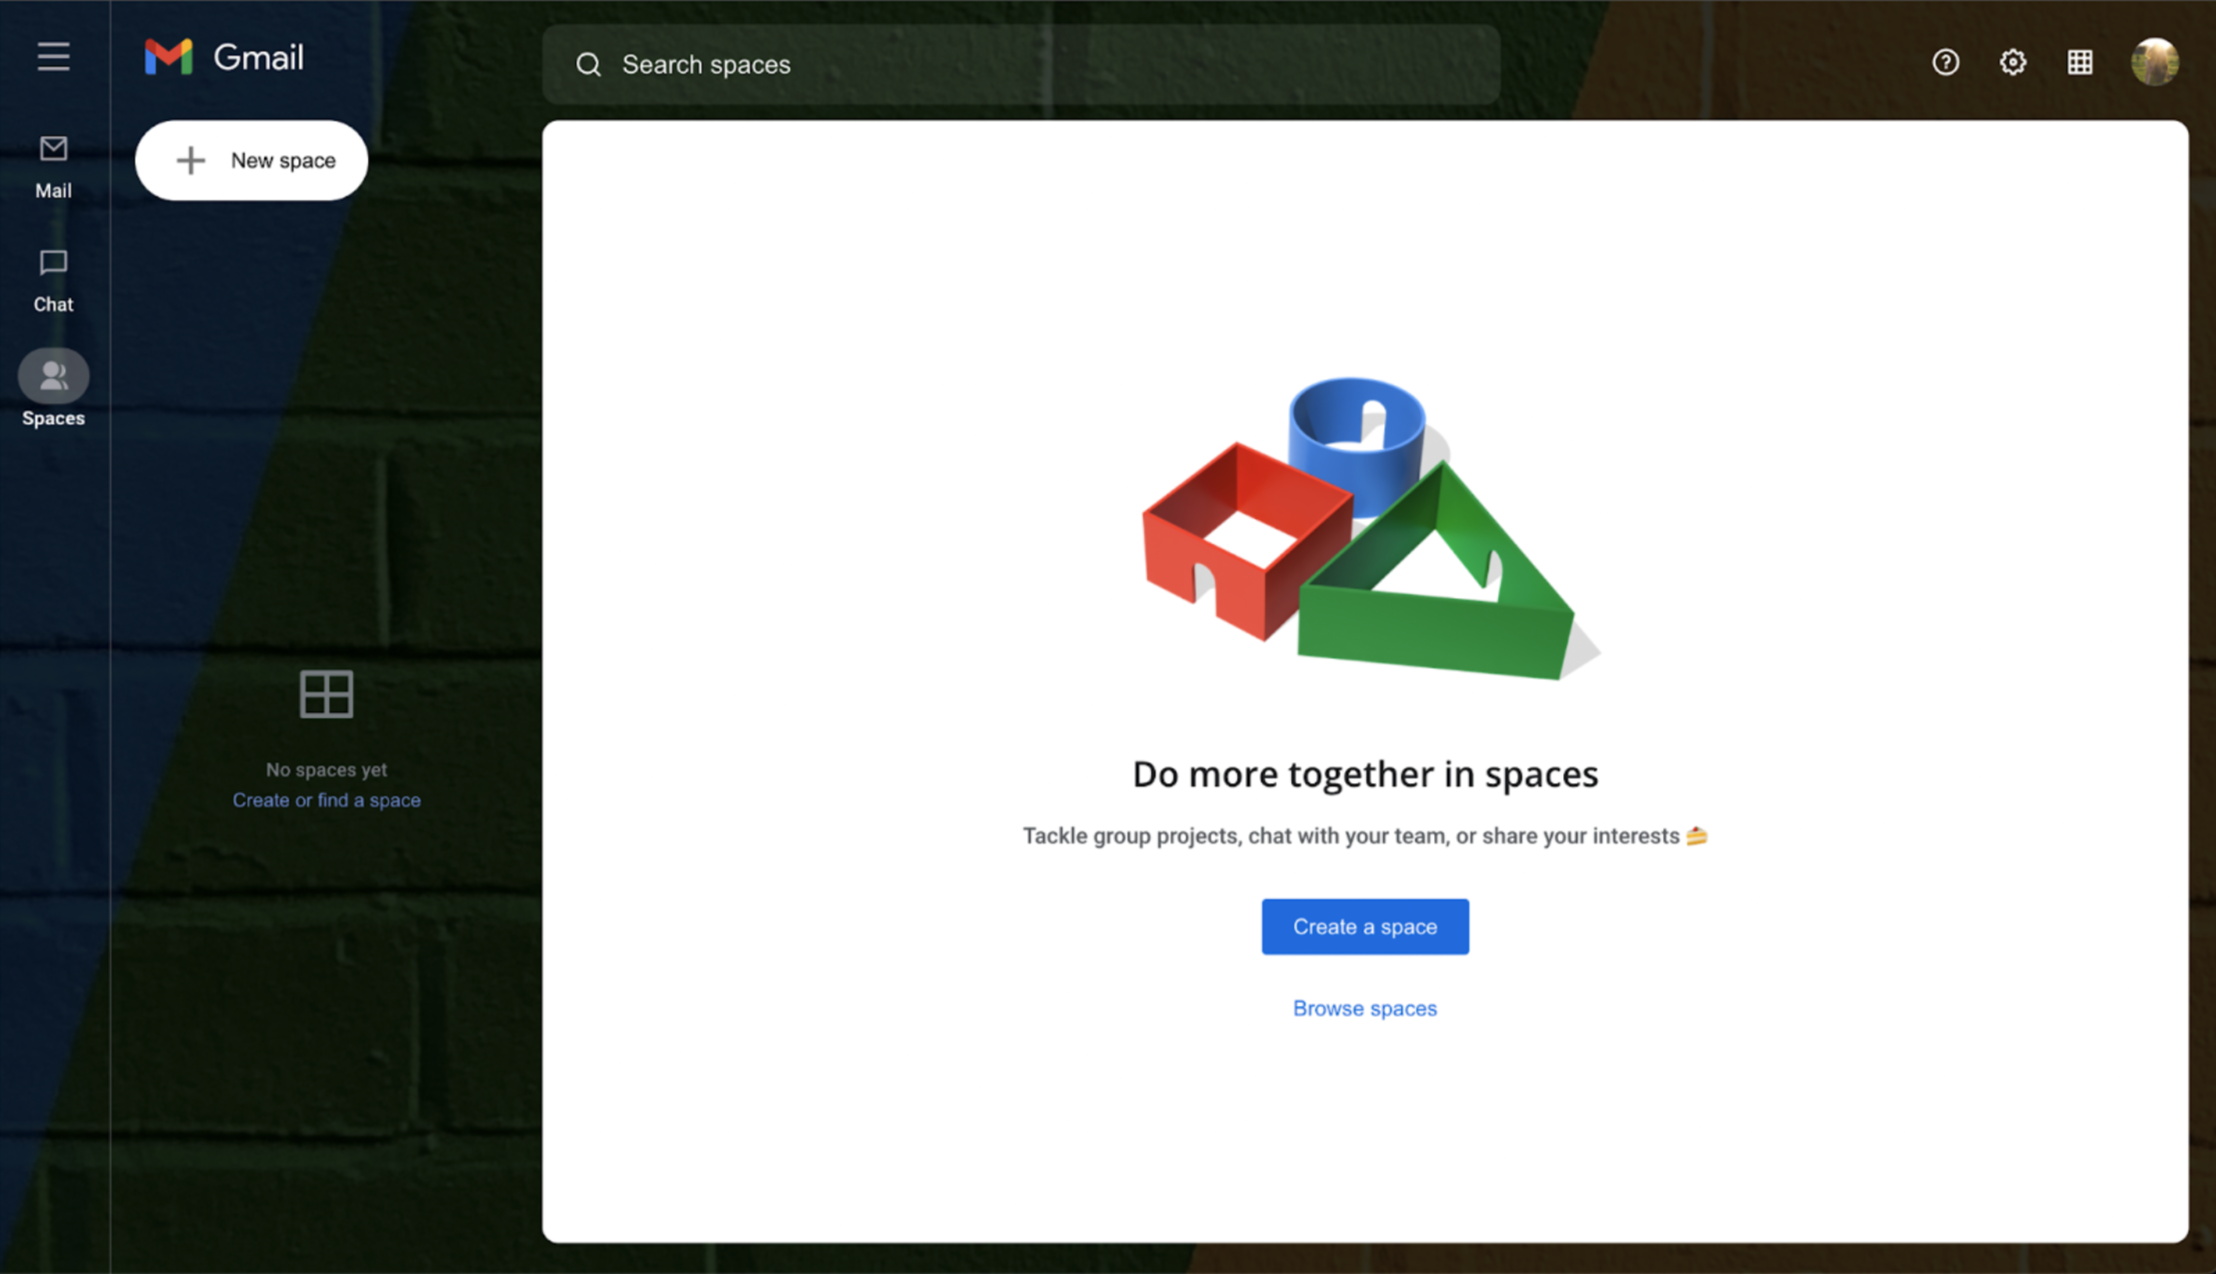 Gmail
Search spaces
New space
Mail
Chat
Spaces
No spaces yet
Create or find a space
Do more together in spaces
Tackle group projects, chat with your team, or share your interests 🍰
Create a space
Browse spaces